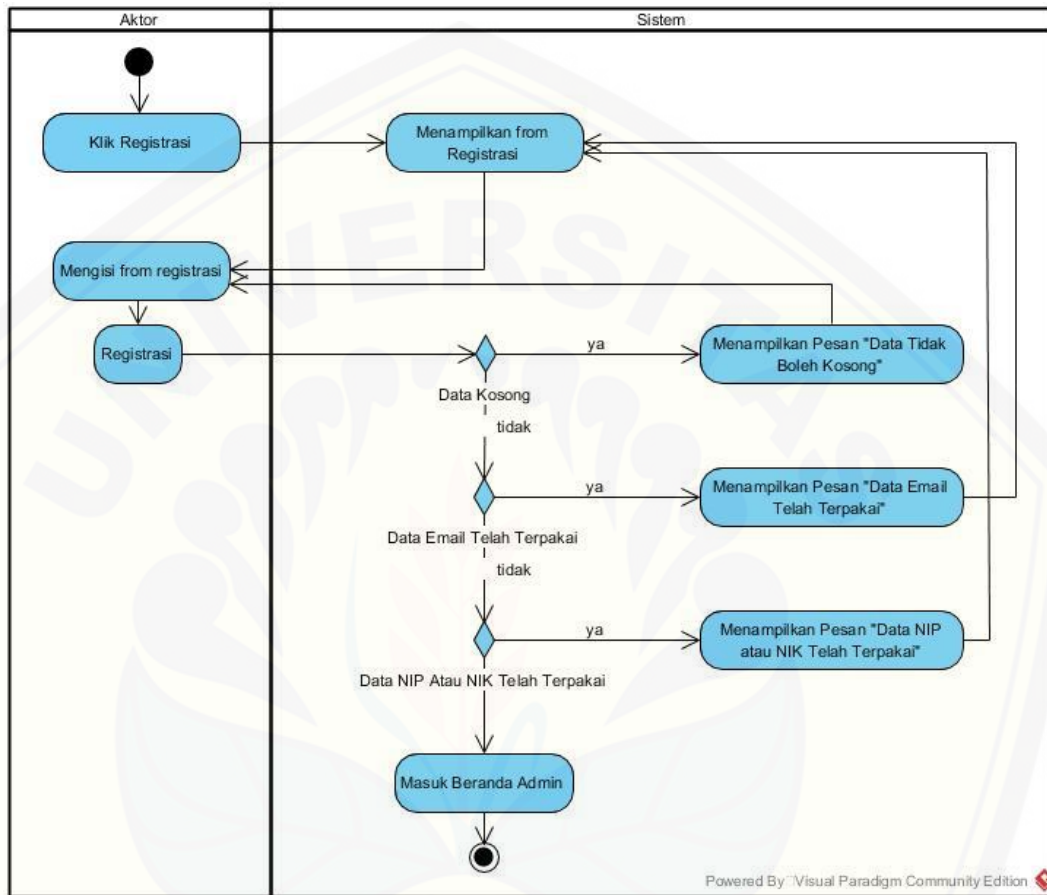 Aktor
Sistem
Klik Registrasi
Menampilkan from
Registrasi
Mengisi from registrasi
Registrasi
ya
Menampilkan Pesan "Data Tidak
Boleh Kosong"
Data Kosong
tidak
ya
Menampilkan Pesan "Data Email
Telah Terpakai"
Data Email Telah Terpakai
tidak
ya
Menampilkan Pesan "Data NIP
atau NIK Telah Terpakai"
Data NIP Atau NIK Telah Terpakai
Masuk Beranda Admin
Powered By Visual Paradigm Community Edition
UNIVERSITAS